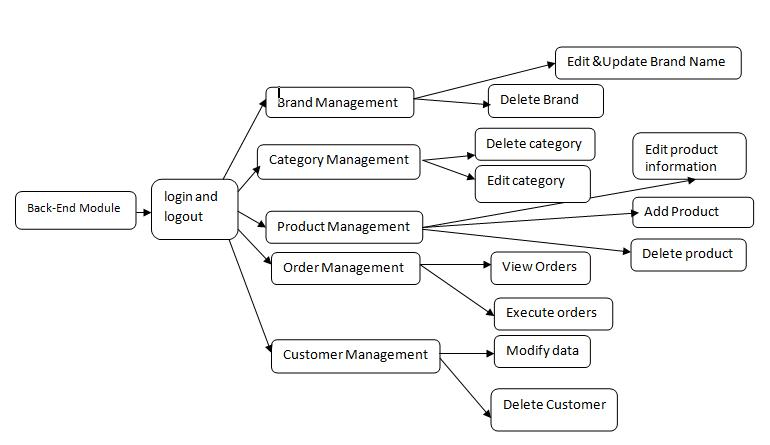 Back-End Module
login and
logout
Brand Management
Edit &Update Brand Name
Delete Brand
Category Management
Delete category
Edit category
Product Management
Edit product
information
Add Product
Delete product
Order Management
View Orders
Execute orders
Customer Management
Modify data
Delete Customer